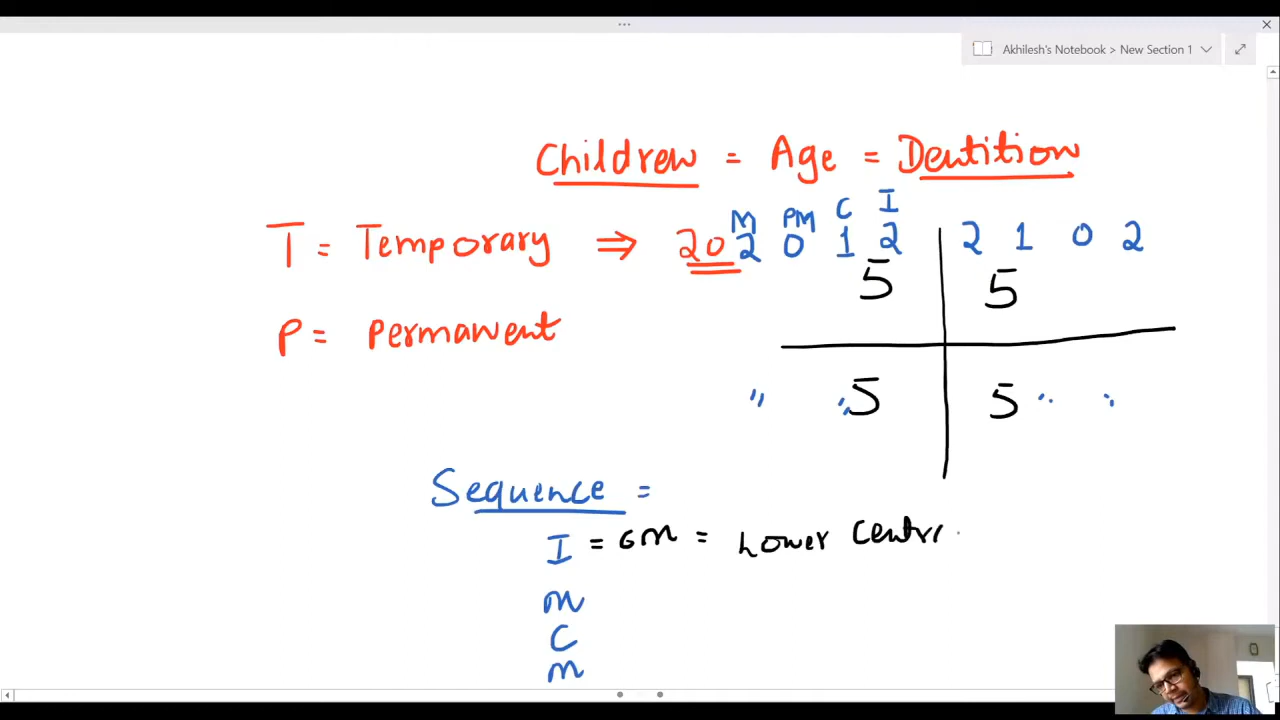 Akhilesh's Notebook > New Section 1
Children = Age = Dentition
M PM C I
T = Temporary ⇒ 20 2 0 1 2 2 1 0 2
5 5
P = Permanent
" " 5 5 " "
Sequence =
I = 6m = Lower Centr
m
C
m